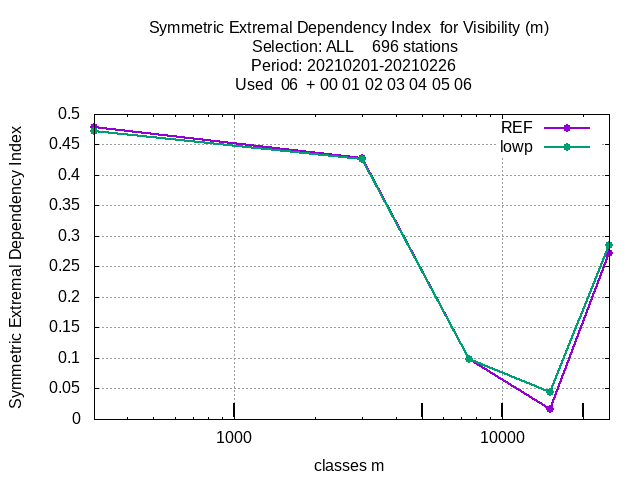 Symmetric Extremal Dependency Index  for Visibility (m)
Selection: ALL    696 stations
Period: 20210201-20210226
Used  06  + 00 01 02 03 04 05 06
Symmetric Extremal Dependency Index
0.5
0.45
0.4
0.35
0.3
0.25
0.2
0.15
0.1
0.05
0
REF
lowp
1000 10000
classes m